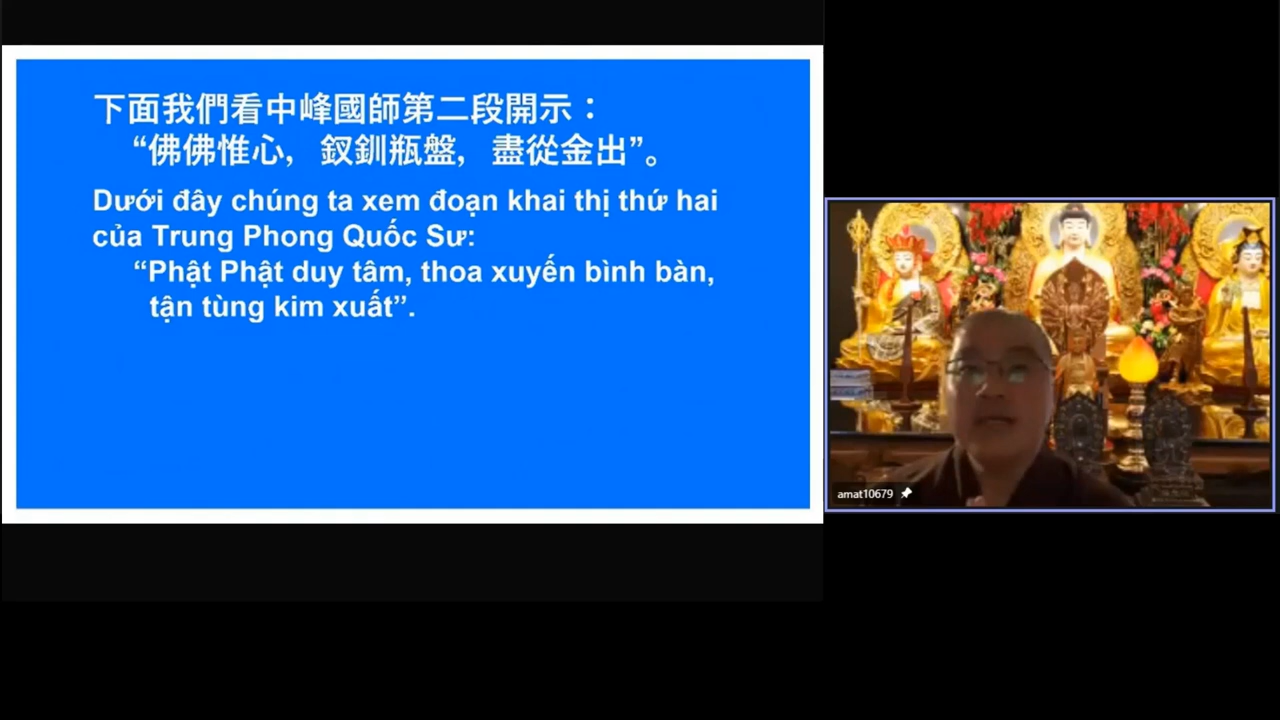 下面我們看中峰國師第二段開示：
“佛佛惟心，釵釧瓶盤，盡從金出”。
Dưới đây chúng ta xem đoạn khai thị thứ hai
của Trung Phong Quốc Sư:
“Phật Phật duy tâm, thoa xuyến bình bàn,
tận tùng kim xuất”.
amat10679